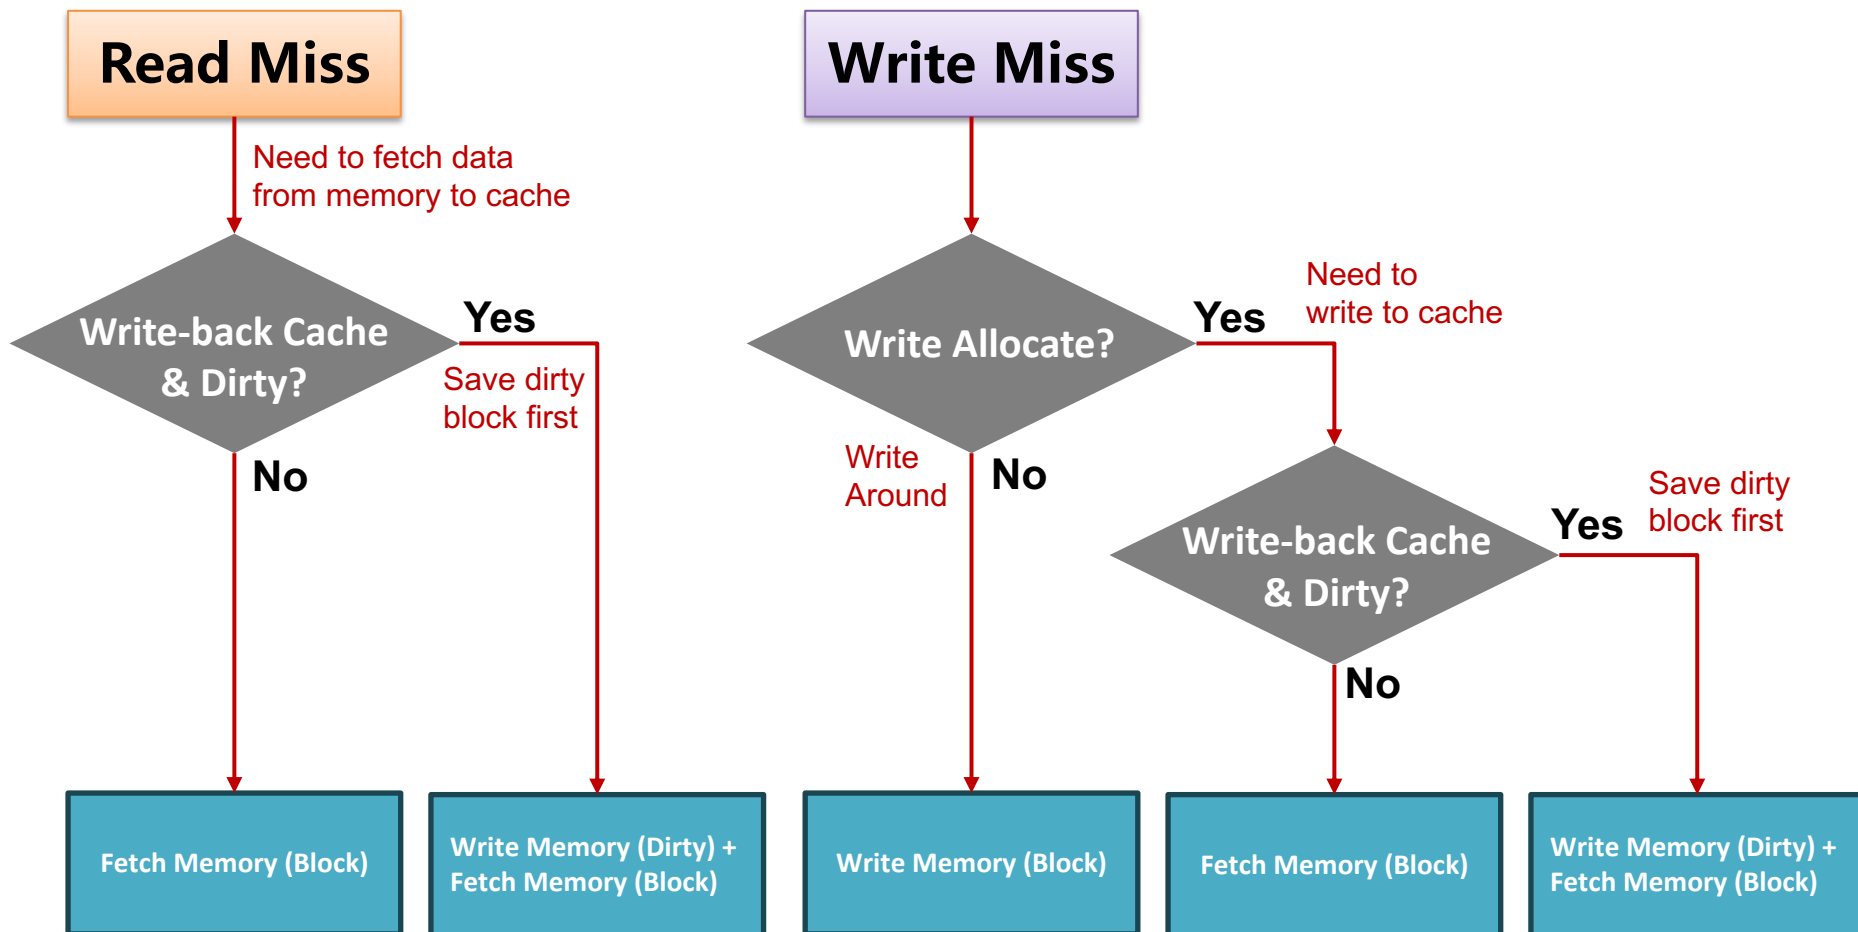 Read Miss
Need to fetch data
from memory to cache
Write-back Cache
& Dirty?
Yes
Save dirty
block first
No
Fetch Memory (Block)
Write Memory (Dirty) +
Fetch Memory (Block)
Write Miss
Write Allocate?
Yes
Need to
write to cache
Write
Around
No
Write-back Cache
& Dirty?
Yes
Save dirty
block first
No
Write Memory (Block)
Fetch Memory (Block)
Write Memory (Dirty) +
Fetch Memory (Block)